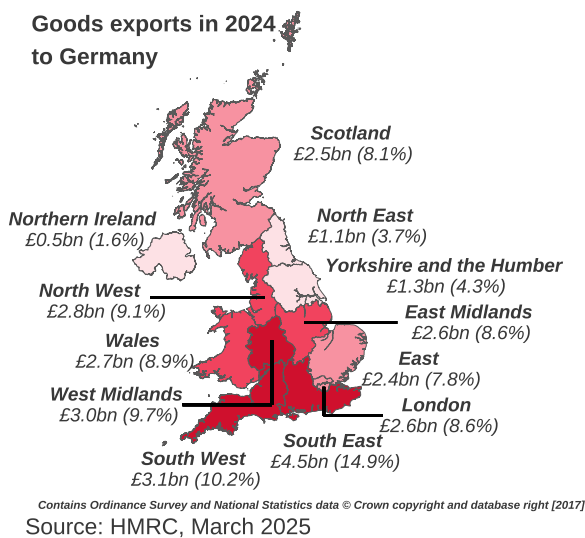 Goods exports in 2024
to Germany
Scotland
£2.5bn (8.1%)
Northern Ireland
£0.5bn (1.6%)
North East
£1.1bn (3.7%)
Yorkshire and the Humber
£1.3bn (4.3%)
North West
£2.8bn (9.1%)
East Midlands
£2.6bn (8.6%)
Wales
£2.7bn (8.9%)
East
£2.4bn (7.8%)
West Midlands
£3.0bn (9.7%)
London
£2.6bn (8.6%)
South East
£4.5bn (14.9%)
South West
£3.1bn (10.2%)
Contains Ordinance Survey and National Statistics data © Crown copyright and database right [2017]
Source: HMRC, March 2025